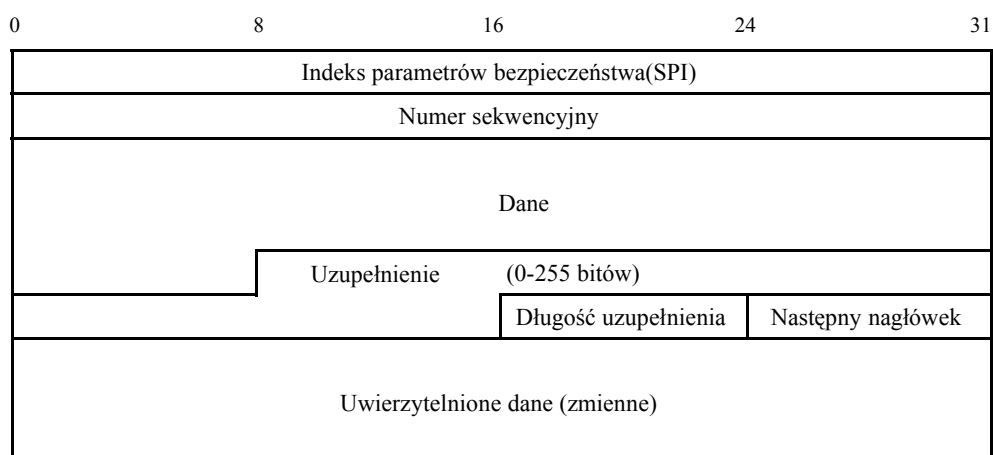 0 8 16 24 31
Indeks parametrów bezpieczeństwa(SPI)
Numer sekwencyjny
Dane
Uzupełnienie (0-255 bitów)
Długość uzupełnienia Następny nagłówek
Uwierzytelnione dane (zmienne)